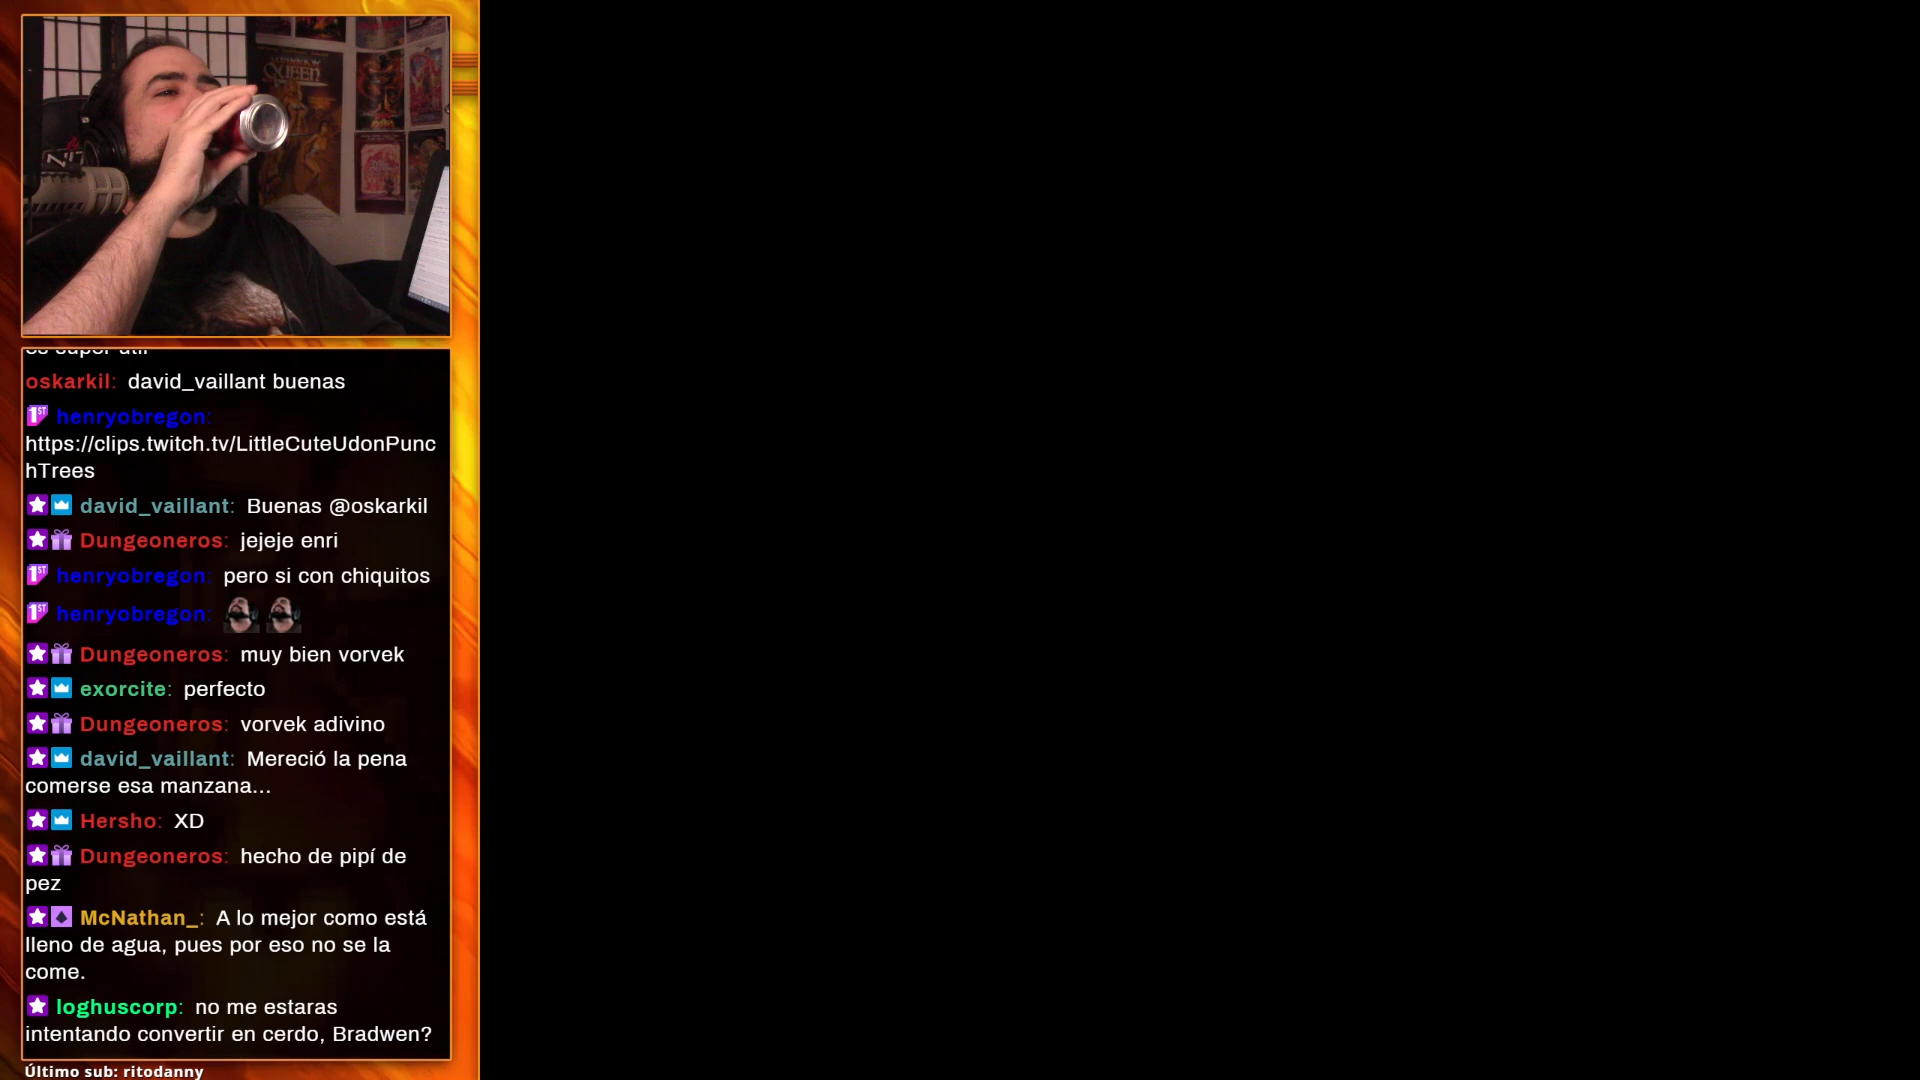 QUEEN
oskarkil: david_vaillant buenas
henryobregon:
https://clips.twitch.tv/LittleCuteUdonPunc
hTrees
david_vaillant: Buenas @oskarkil
Dungeoneros: jejeje enri
henryobregon: pero si con chiquitos
henryobregon:
Dungeoneros: muy bien vorvek
exorcite: perfecto
Dungeoneros: vorvek adivino
david_vaillant: Mereció la pena
comerse esa manzana...
Hersho: XD
Dungeoneros: hecho de pipí de
pez
McNathan_: A lo mejor como está
lleno de agua, pues por eso no se la
come.
loghuscorp: no me estaras
intentando convertir en cerdo, Bradwen?
Último sub: ritodanny